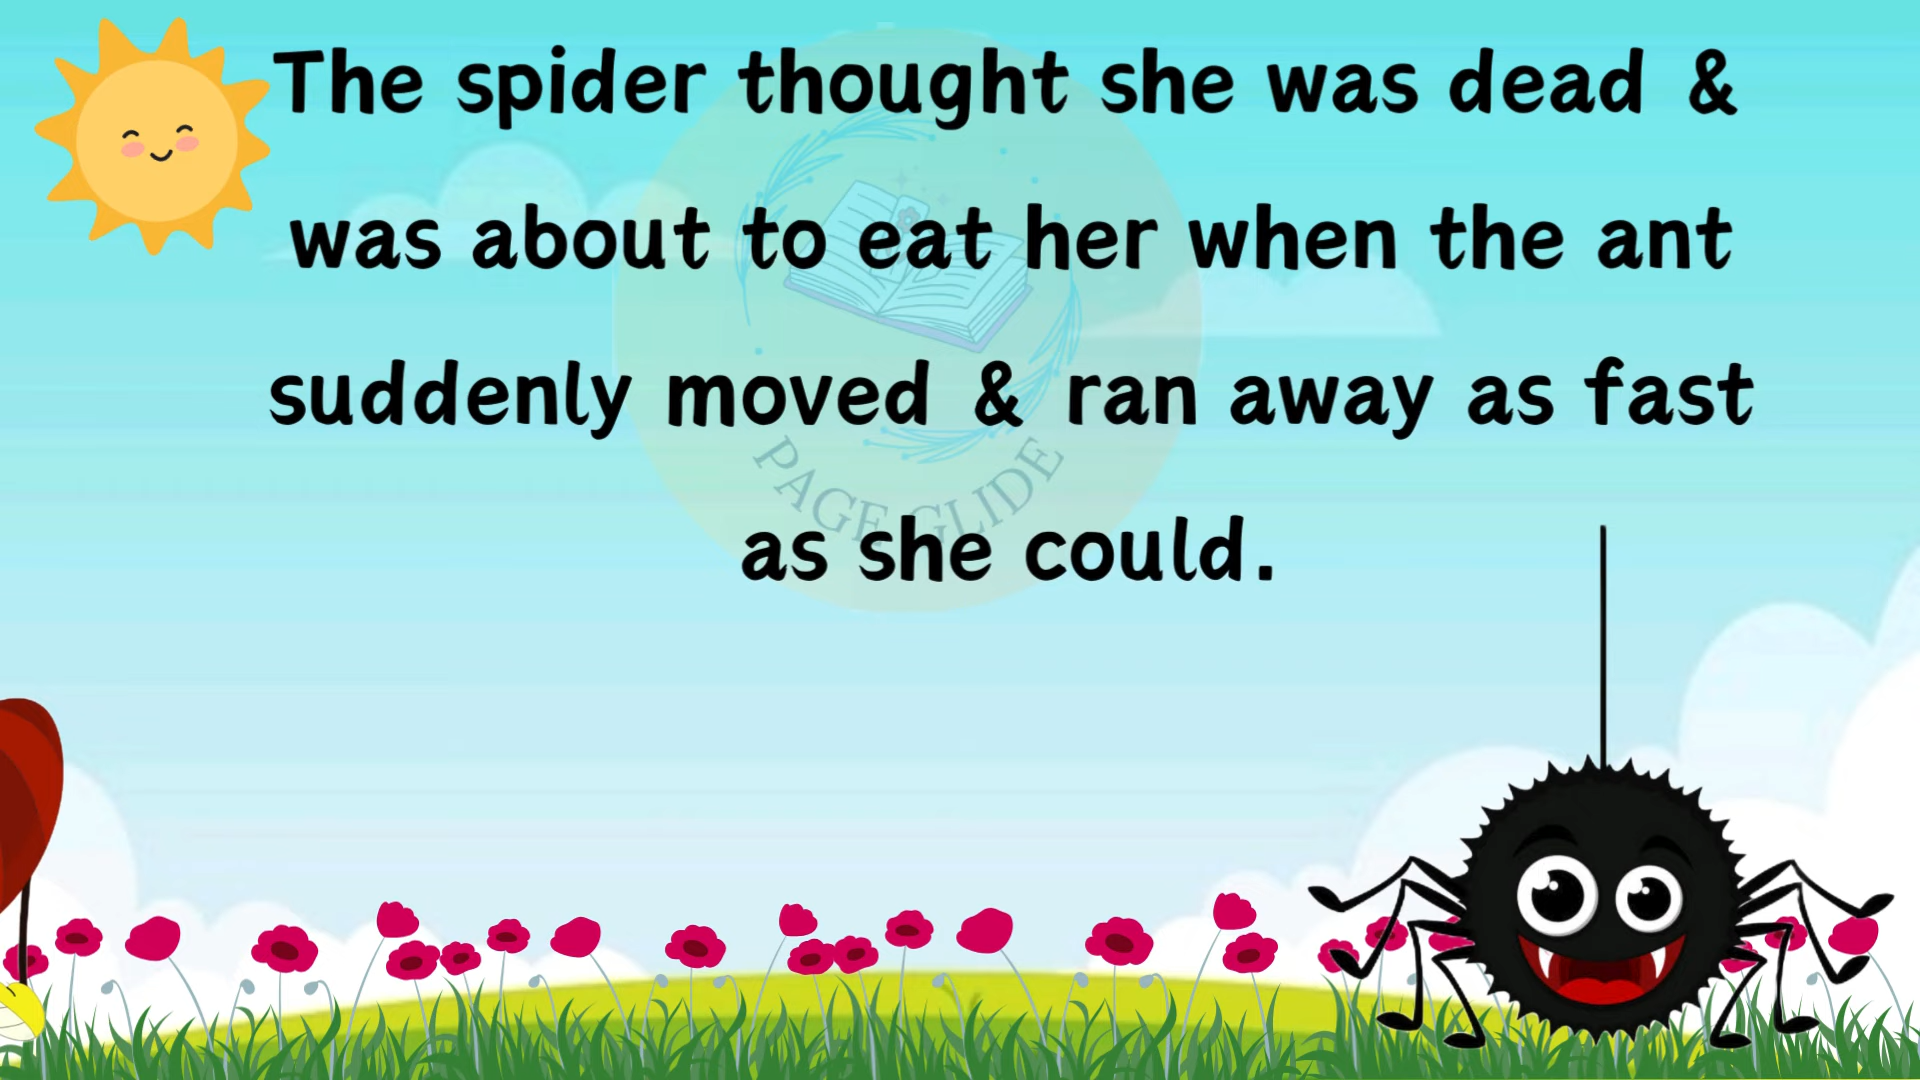 The spider thought she was dead &
was about to eat her when the ant
suddenly moved & ran away as fast
as she could.
PAGE GLIDE